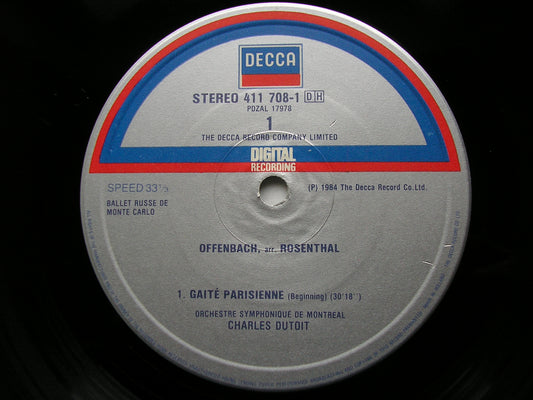 DECCA
STEREO 411 708-1 DH
PDZAL 17978
1
THE DECCA RECORD COMPANY LIMITED
DIGITAL
RECORDING
SPEED 33⅓
(P) 1984 The Decca Record Co. Ltd.
BALLET RUSSE DE
MONTE CARLO
OFFENBACH, arr. ROSENTHAL
1. GAITÉ PARISIENNE (Beginning) (30'18'')
ORCHESTRE SYMPHONIQUE DE MONTREAL
CHARLES DUTOIT